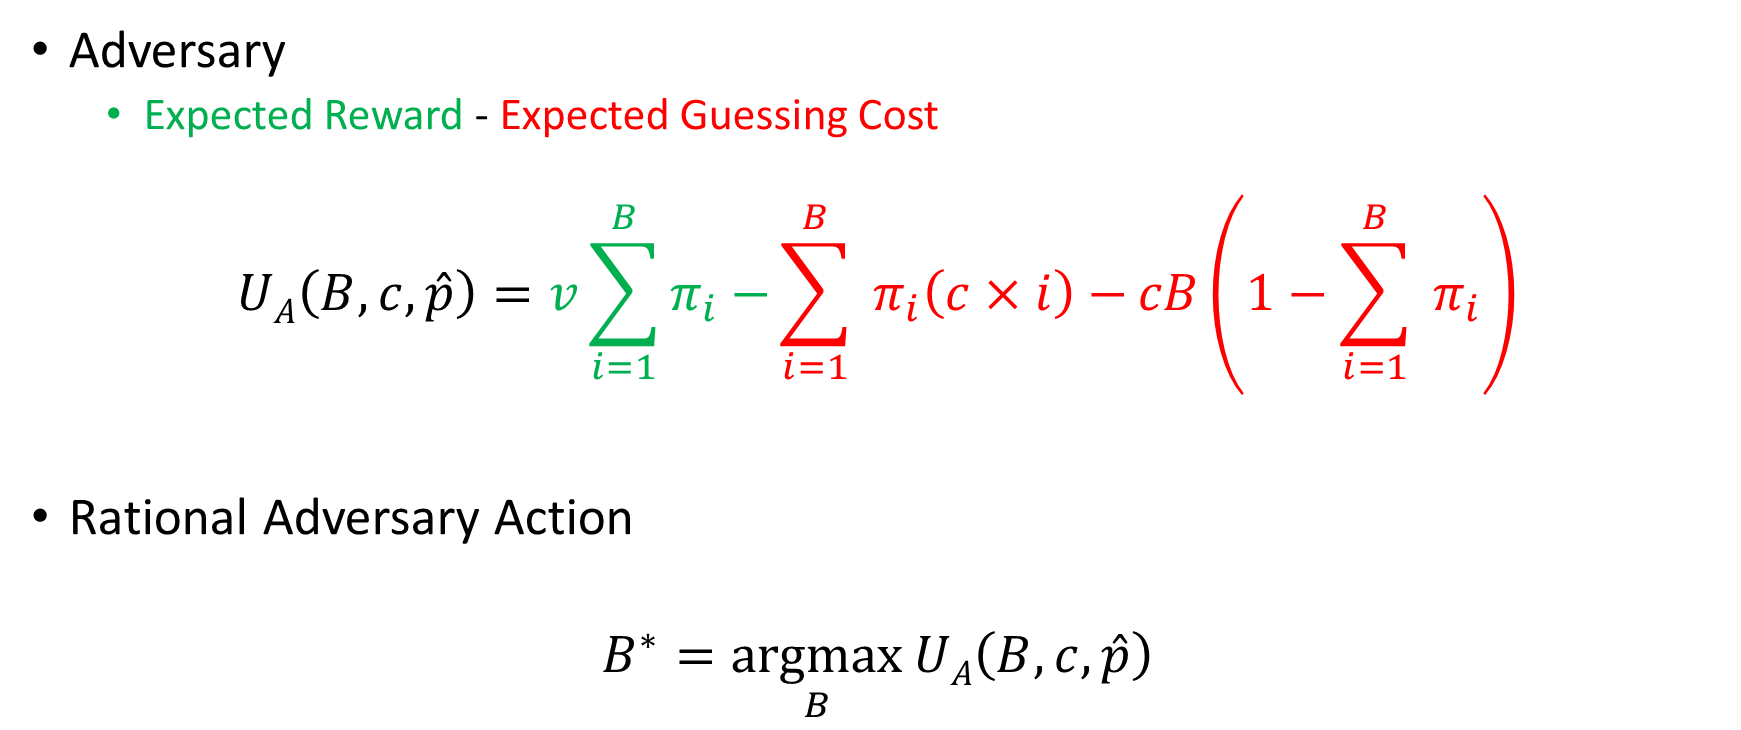 • Adversary
• Expected Reward - Expected Guessing Cost
U_A(B, c, p̂) = v ∑_{i=1}^{B} π_i − ∑_{i=1}^{B} π_i(c × i) − cB(1 − ∑_{i=1}^{B} π_i)
• Rational Adversary Action
B* = argmax_B U_A(B, c, p̂)